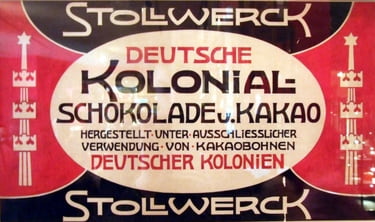 STOLLWERCK
DEUTSCHE
KOLONIAL-
SCHOKOLADE u. KAKAO
HERGESTELLT · UNTER · AUSSCHLIESSLICHER
VERWENDUNG · VON · KAKAOBOHNEN
DEUTSCHER KOLONIEN
STOLLWERCK